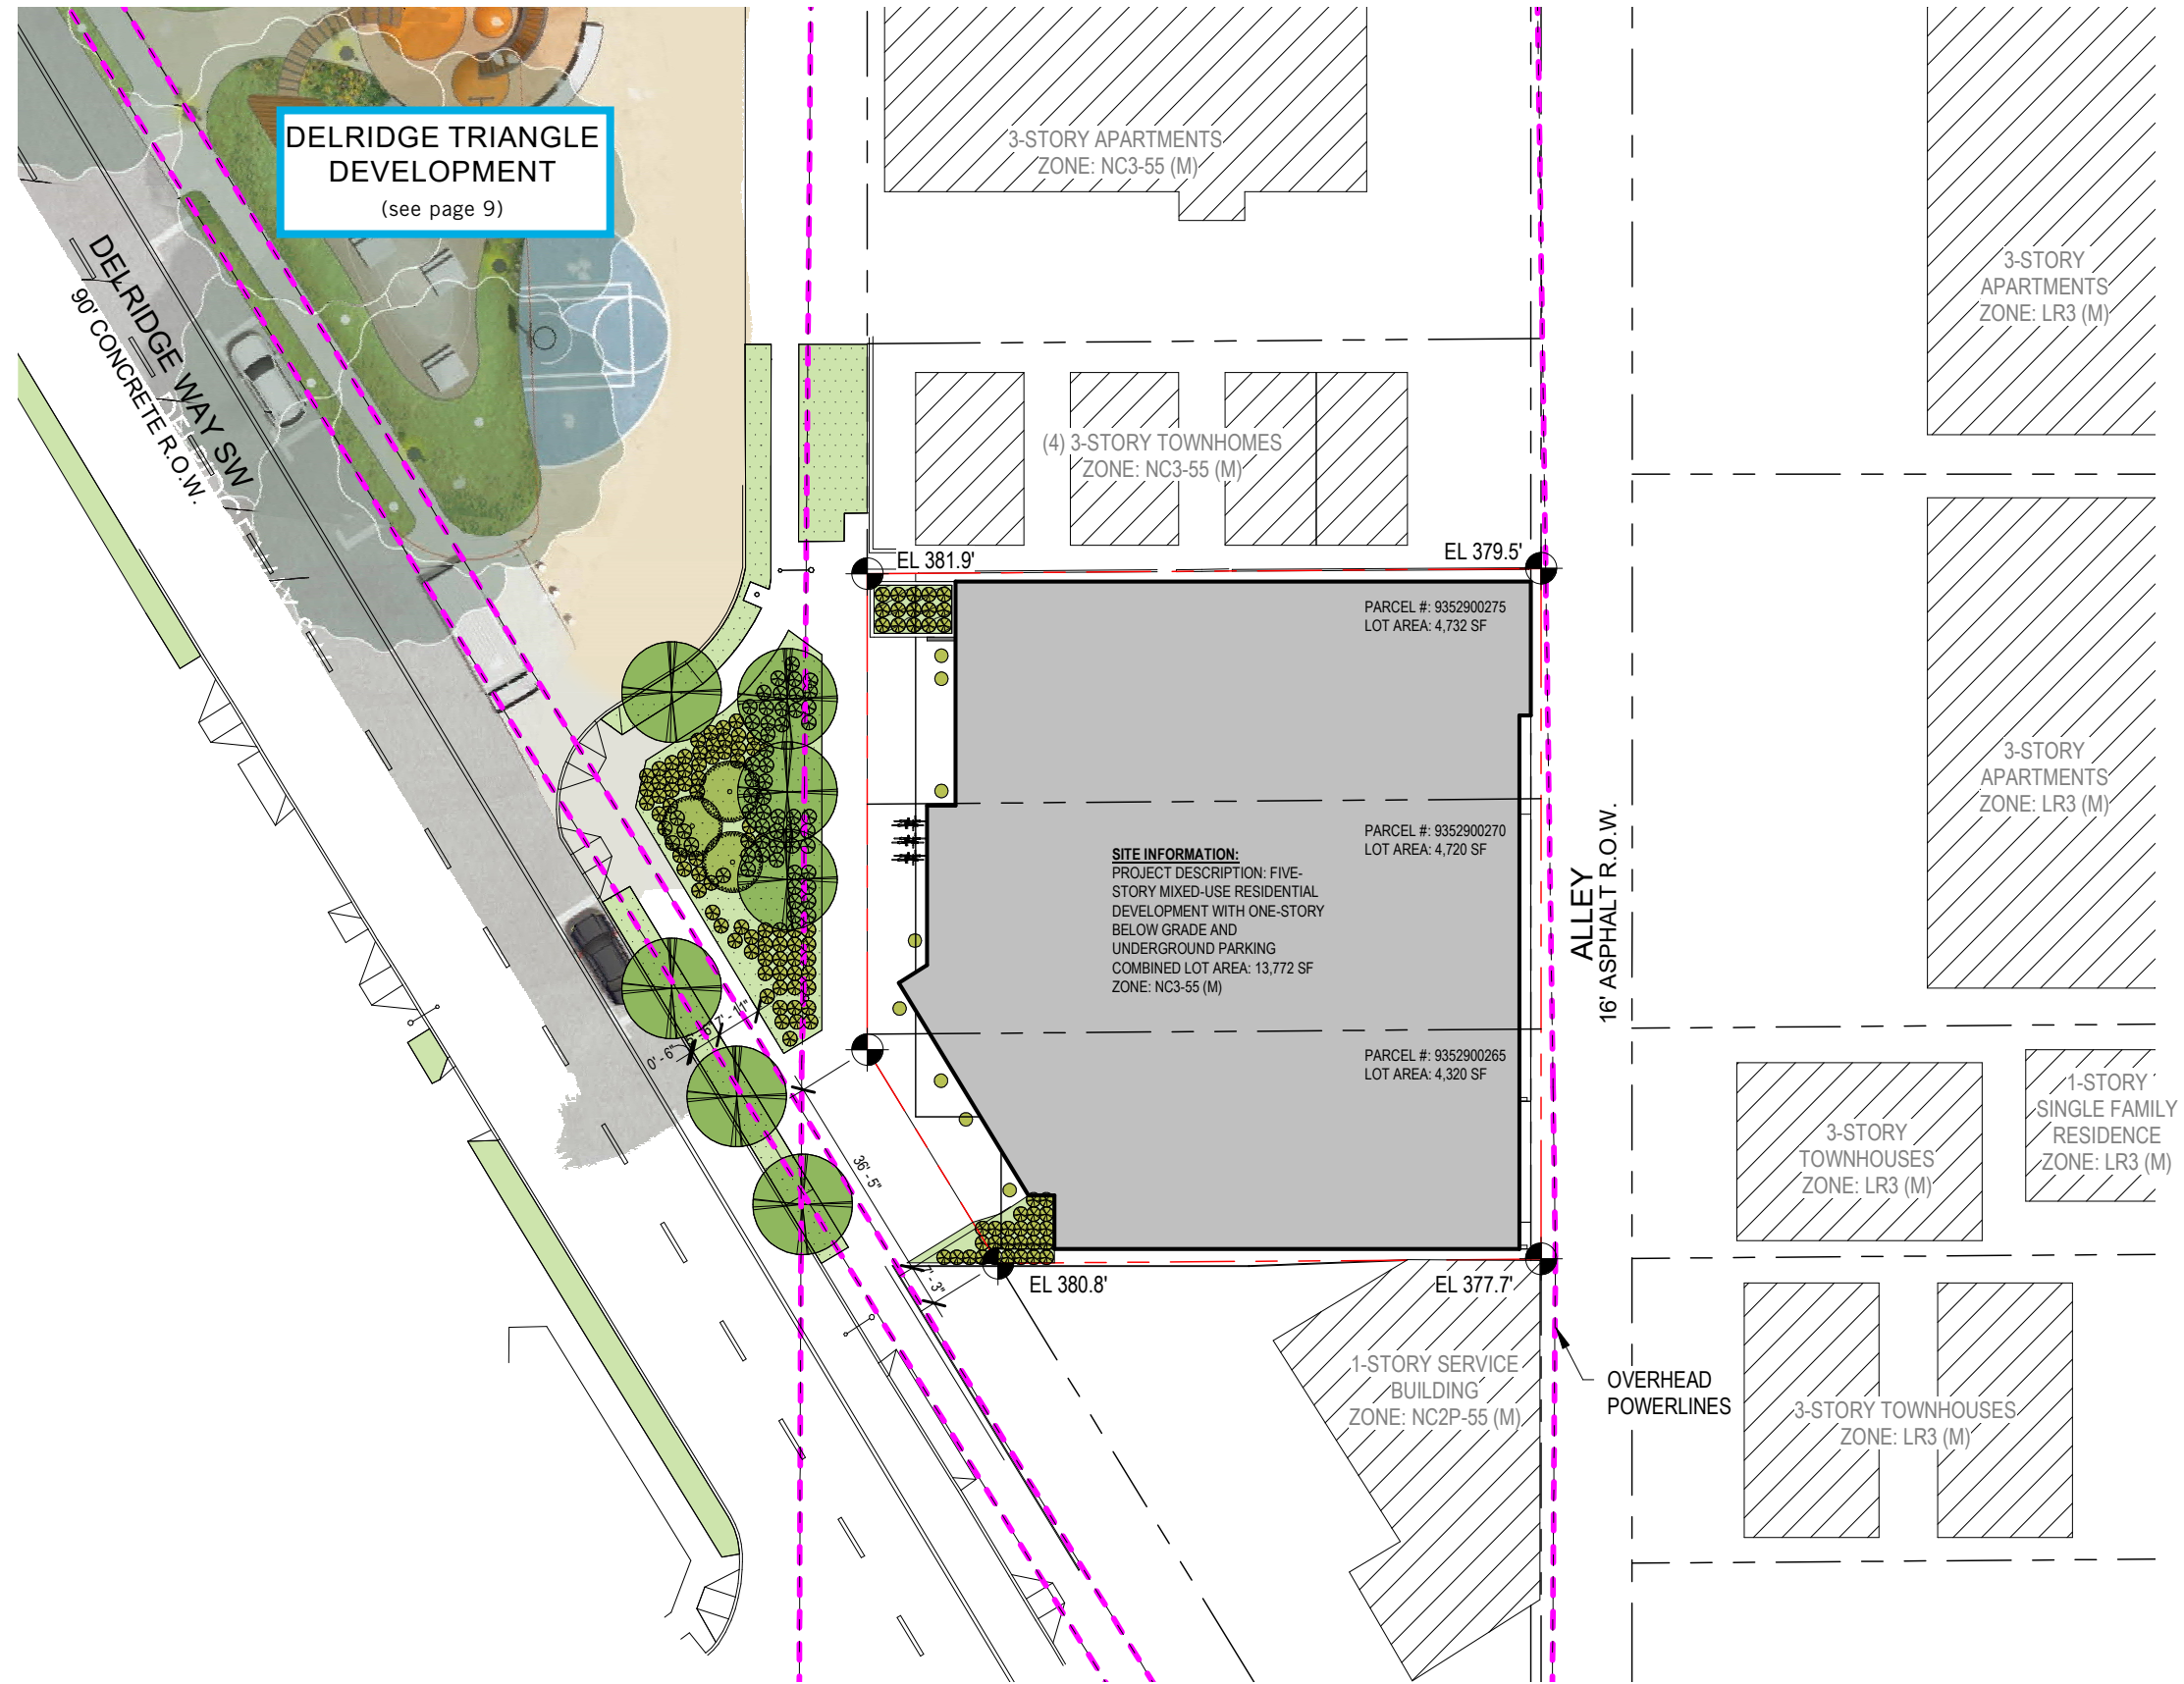 DELRIDGE TRIANGLE
DEVELOPMENT
(see page 9)
DELRIDGE WAY SW
90' CONCRETE R.O.W.
3-STORY APARTMENTS
ZONE: NC3-55 (M)
3-STORY
APARTMENTS
ZONE: LR3 (M)
(4) 3-STORY TOWNHOMES
ZONE: NC3-55 (M)
EL 381.9'
EL 379.5'
PARCEL #: 9352900275
LOT AREA: 4,732 SF
3-STORY
APARTMENTS
ZONE: LR3 (M)
PARCEL #: 9352900270
LOT AREA: 4,720 SF
SITE INFORMATION:
PROJECT DESCRIPTION: FIVE-
STORY MIXED-USE RESIDENTIAL
DEVELOPMENT WITH ONE-STORY
BELOW GRADE AND
UNDERGROUND PARKING
COMBINED LOT AREA: 13,772 SF
ZONE: NC3-55 (M)
ALLEY
16' ASPHALT R.O.W.
0' - 6"
7' - 11"
PARCEL #: 9352900265
LOT AREA: 4,320 SF
36' - 5"
3-STORY
TOWNHOUSES
ZONE: LR3 (M)
1-STORY
SINGLE FAMILY
RESIDENCE
ZONE: LR3 (M)
7' - 3"
EL 380.8'
EL 377.7'
1-STORY SERVICE
BUILDING
ZONE: NC2P-55 (M)
OVERHEAD
POWERLINES
3-STORY TOWNHOUSES
ZONE: LR3 (M)